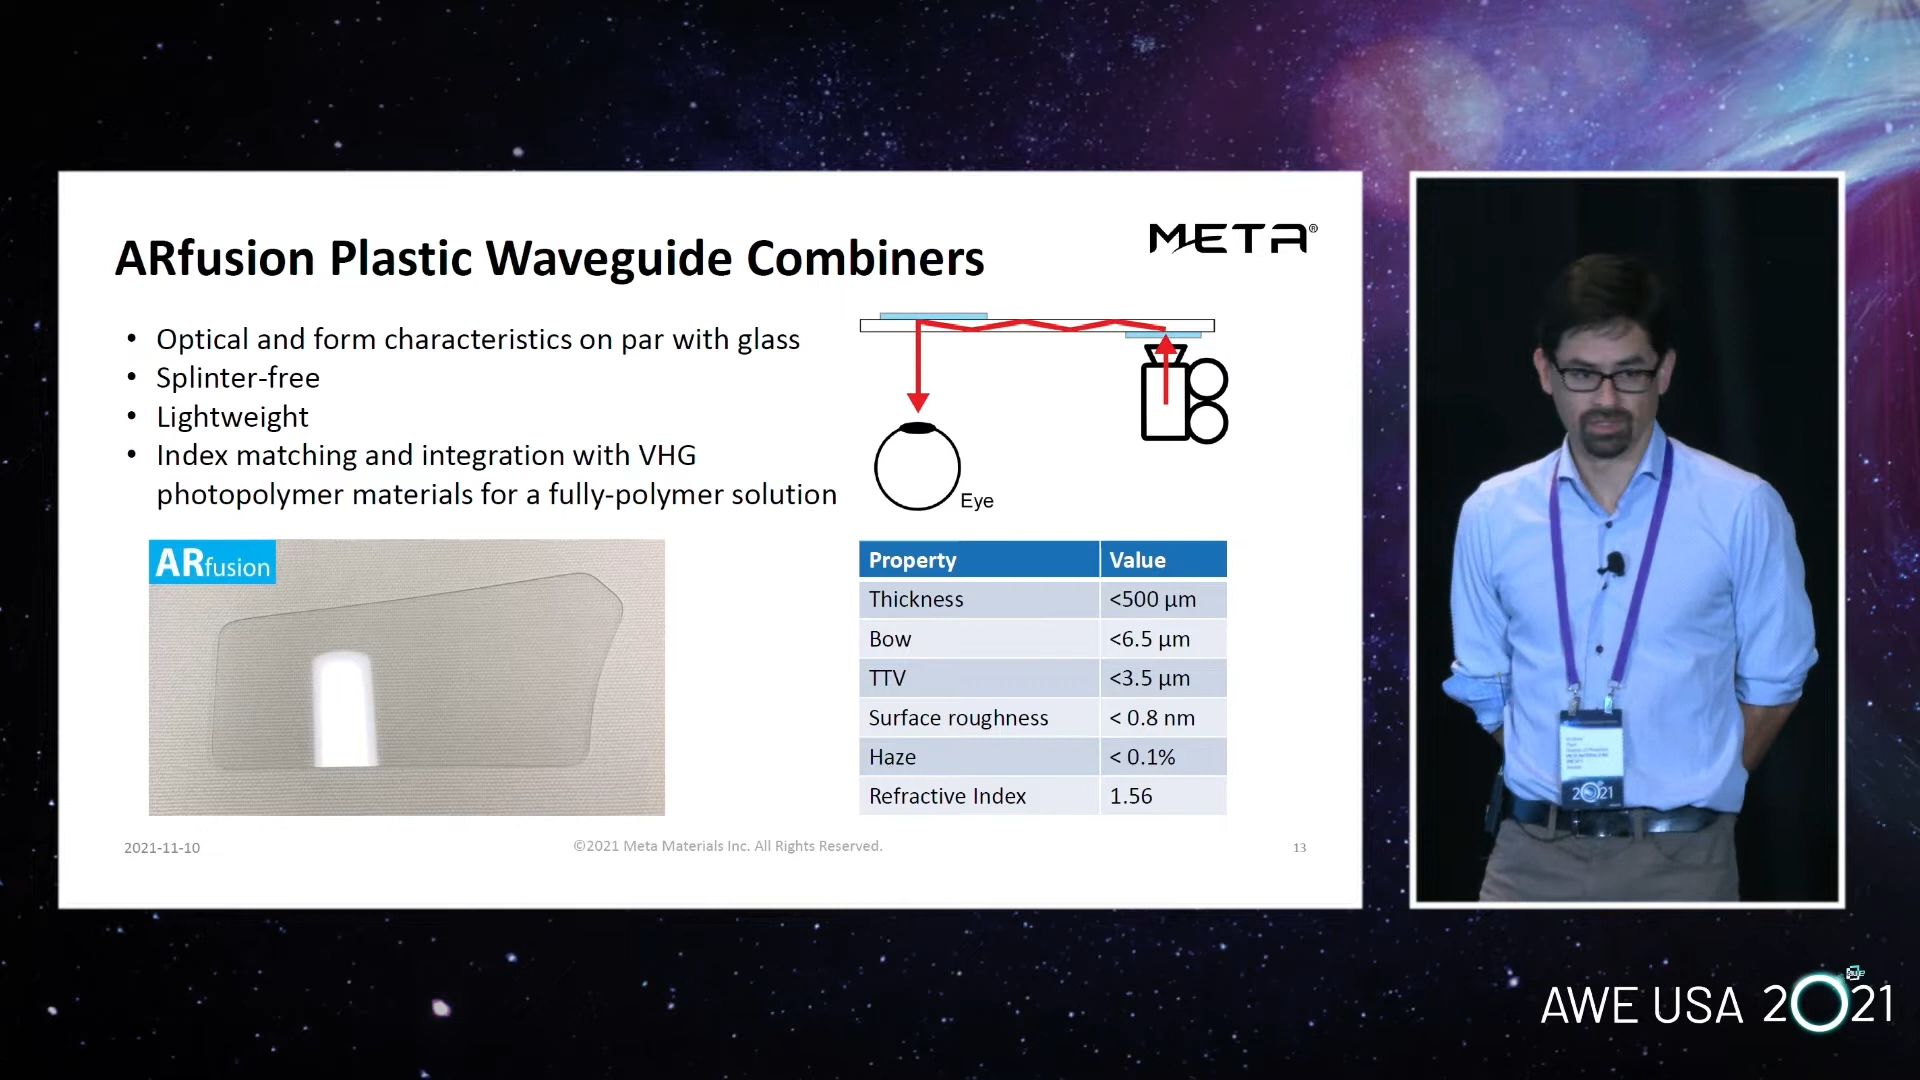 ARfusion Plastic Waveguide Combiners
META®
• Optical and form characteristics on par with glass
• Splinter-free
• Lightweight
• Index matching and integration with VHG
photopolymer materials for a fully-polymer solution
Eye
ARfusion
Property Value
Thickness <500 µm
Bow <6.5 µm
TTV <3.5 µm
Surface roughness < 0.8 nm
Haze < 0.1%
Refractive Index 1.56
2021-11-10
©2021 Meta Materials Inc. All Rights Reserved.
13
2021
AWE USA 2021